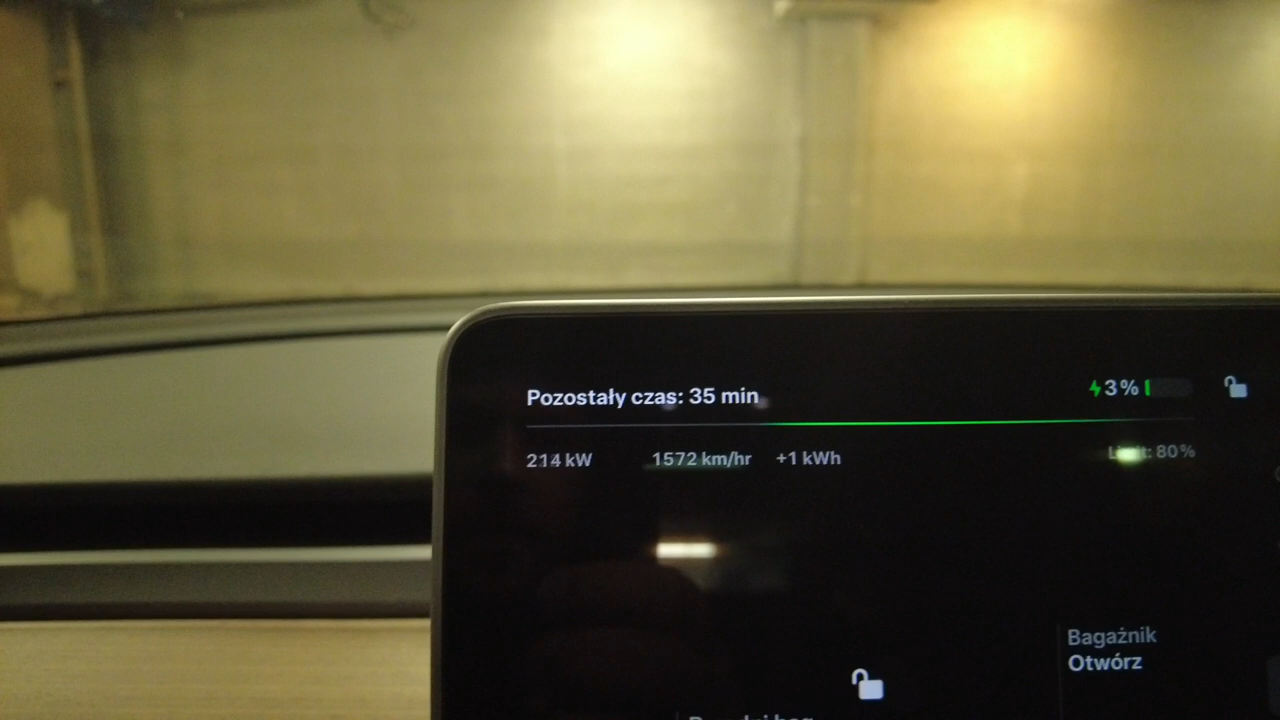 Pozostały czas: 35 min
3%
214 kW 1572 km/hr +1 kWh
80%
Bagażnik
Otwórz